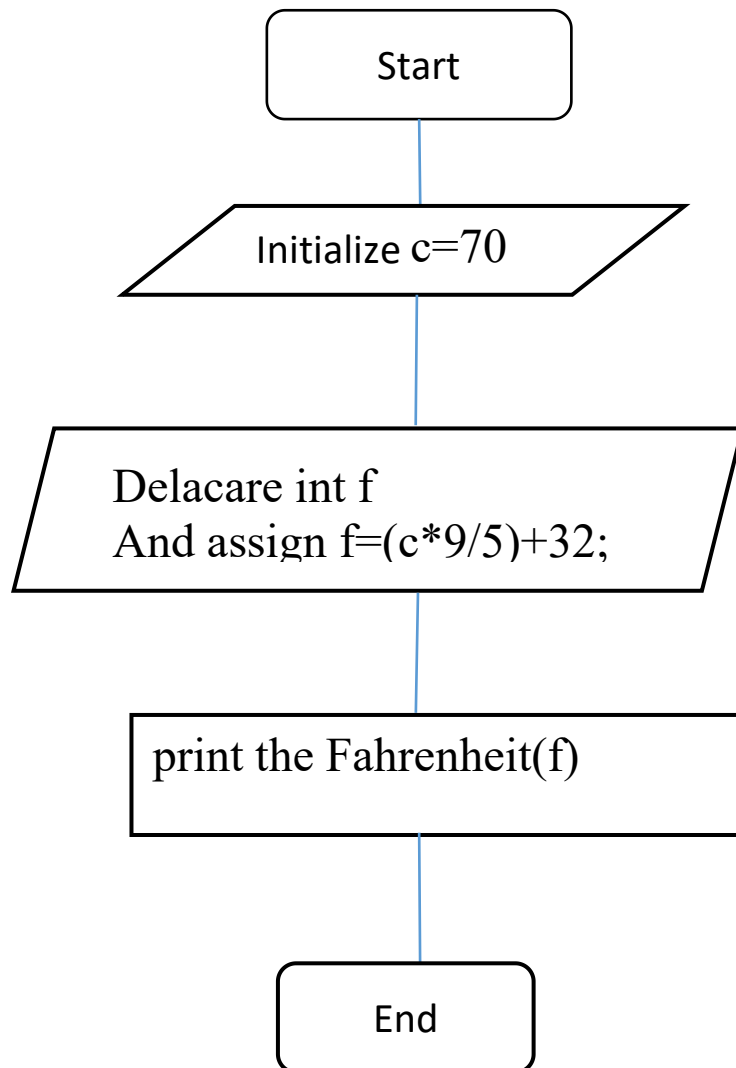 Start
Initialize c=70
Delacare int f
And assign f=(c*9/5)+32;
print the Fahrenheit(f)
End